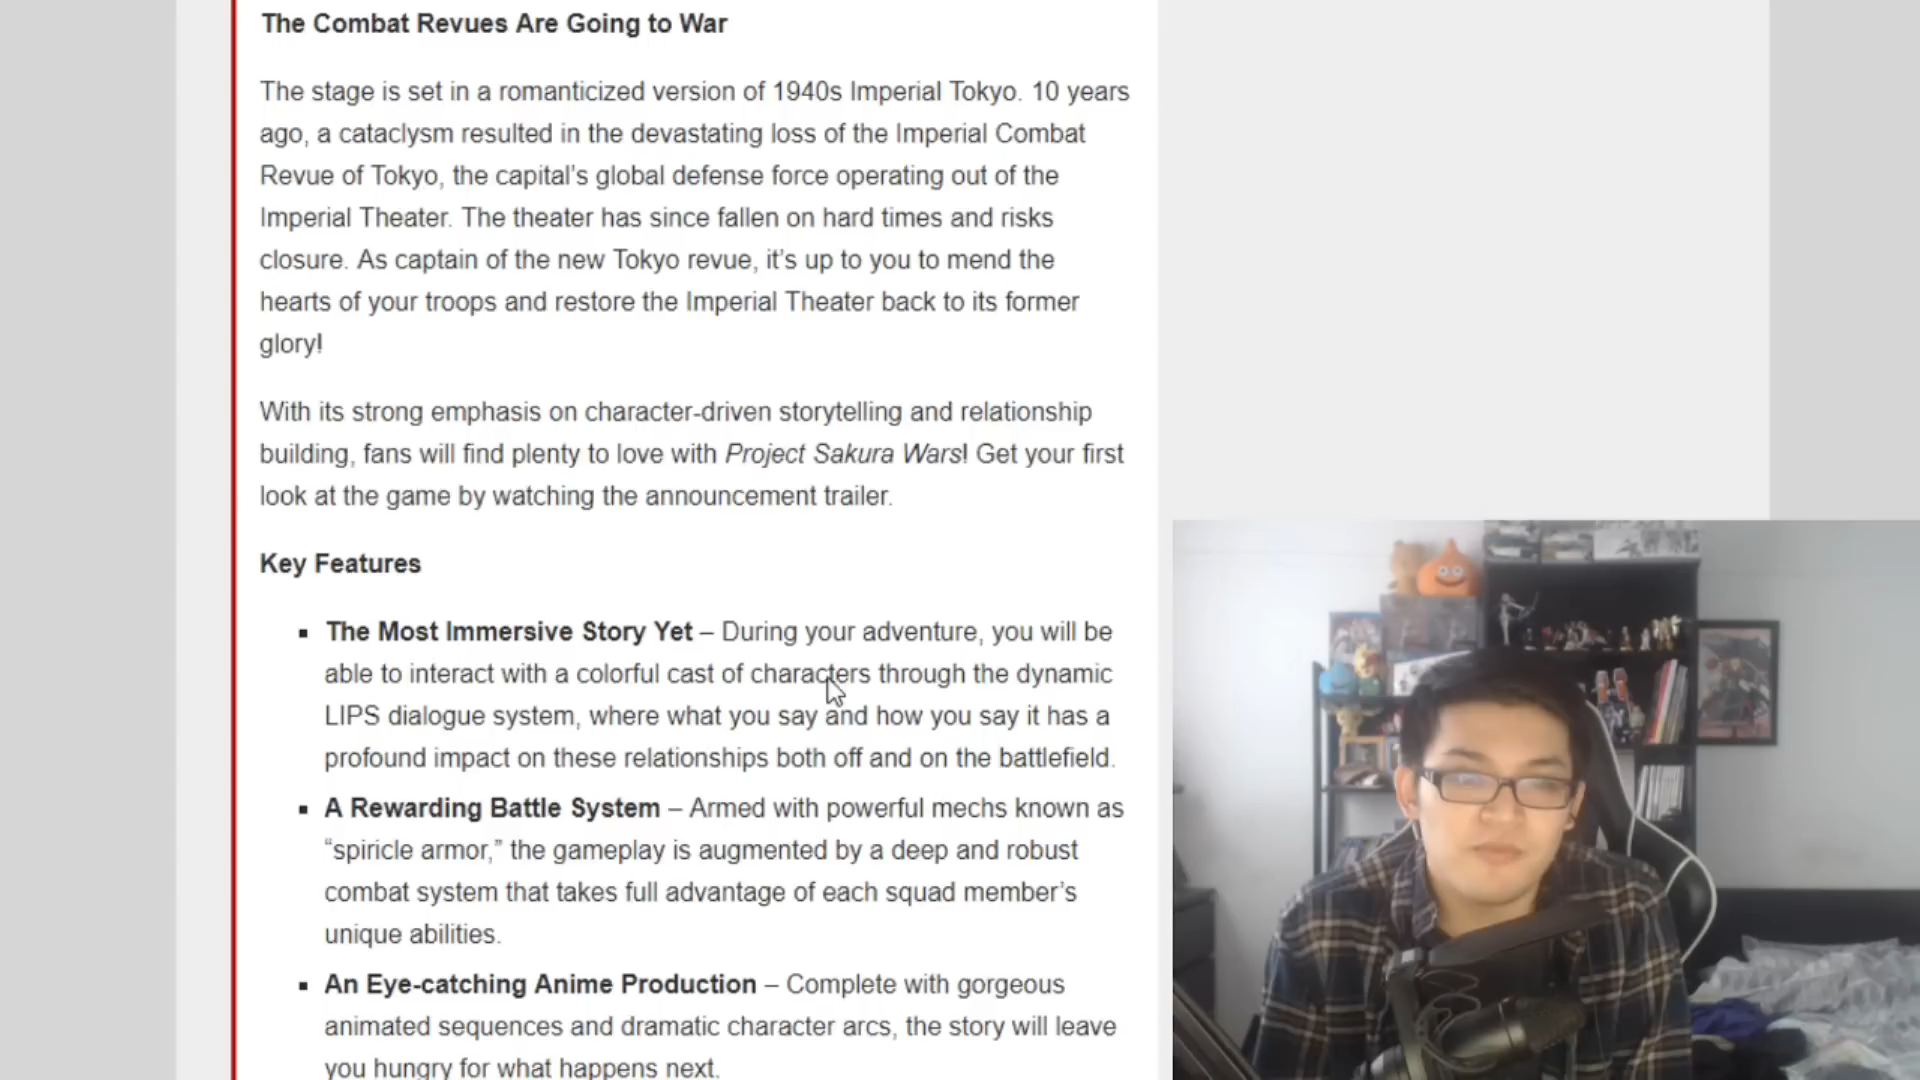 The Combat Revues Are Going to War
The stage is set in a romanticized version of 1940s Imperial Tokyo. 10 years
ago, a cataclysm resulted in the devastating loss of the Imperial Combat
Revue of Tokyo, the capital's global defense force operating out of the
Imperial Theater. The theater has since fallen on hard times and risks
closure. As captain of the new Tokyo revue, it's up to you to mend the
hearts of your troops and restore the Imperial Theater back to its former
glory!
With its strong emphasis on character-driven storytelling and relationship
building, fans will find plenty to love with Project Sakura Wars! Get your first
look at the game by watching the announcement trailer.
Key Features
▪ The Most Immersive Story Yet – During your adventure, you will be
able to interact with a colorful cast of characters through the dynamic
LIPS dialogue system, where what you say and how you say it has a
profound impact on these relationships both off and on the battlefield.
▪ A Rewarding Battle System – Armed with powerful mechs known as
“spiricle armor,” the gameplay is augmented by a deep and robust
combat system that takes full advantage of each squad member's
unique abilities.
▪ An Eye-catching Anime Production – Complete with gorgeous
animated sequences and dramatic character arcs, the story will leave
you hungry for what happens next.